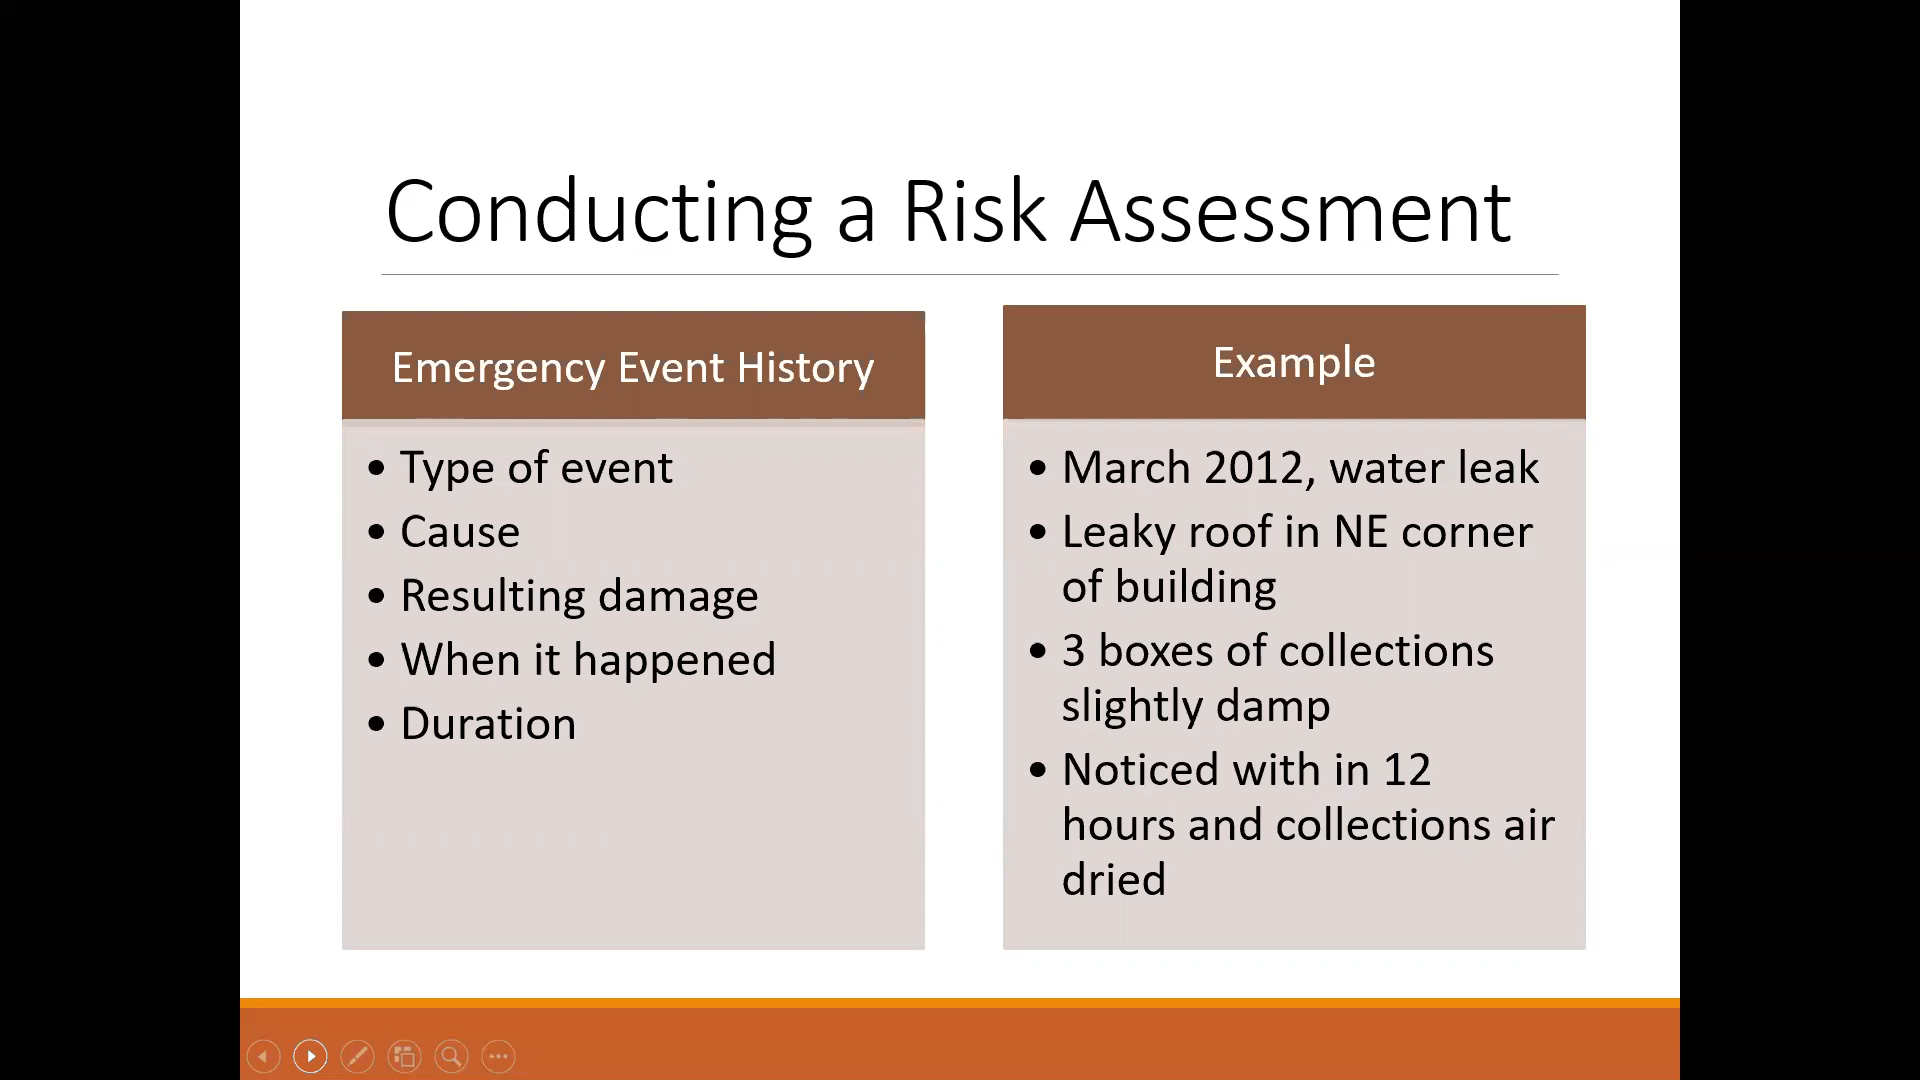 Conducting a Risk Assessment
Emergency Event History
• Type of event
• Cause
• Resulting damage
• When it happened
• Duration
Example
• March 2012, water leak
• Leaky roof in NE corner
of building
• 3 boxes of collections
slightly damp
• Noticed with in 12
hours and collections air
dried